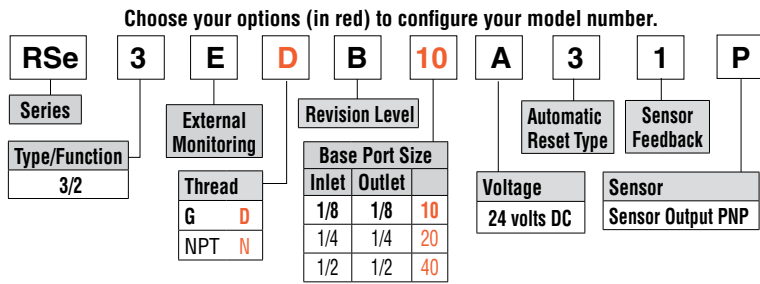 Choose your options (in red) to configure your model number.
RSe 3 E D B 10 A 3 1 P
Series
External Monitoring
Revision Level
Automatic Reset Type
Sensor Feedback
Type/Function
3/2
Thread
G D
NPT N
Base Port Size
Inlet Outlet
1/8 1/8 10
1/4 1/4 20
1/2 1/2 40
Voltage
24 volts DC
Sensor
Sensor Output PNP